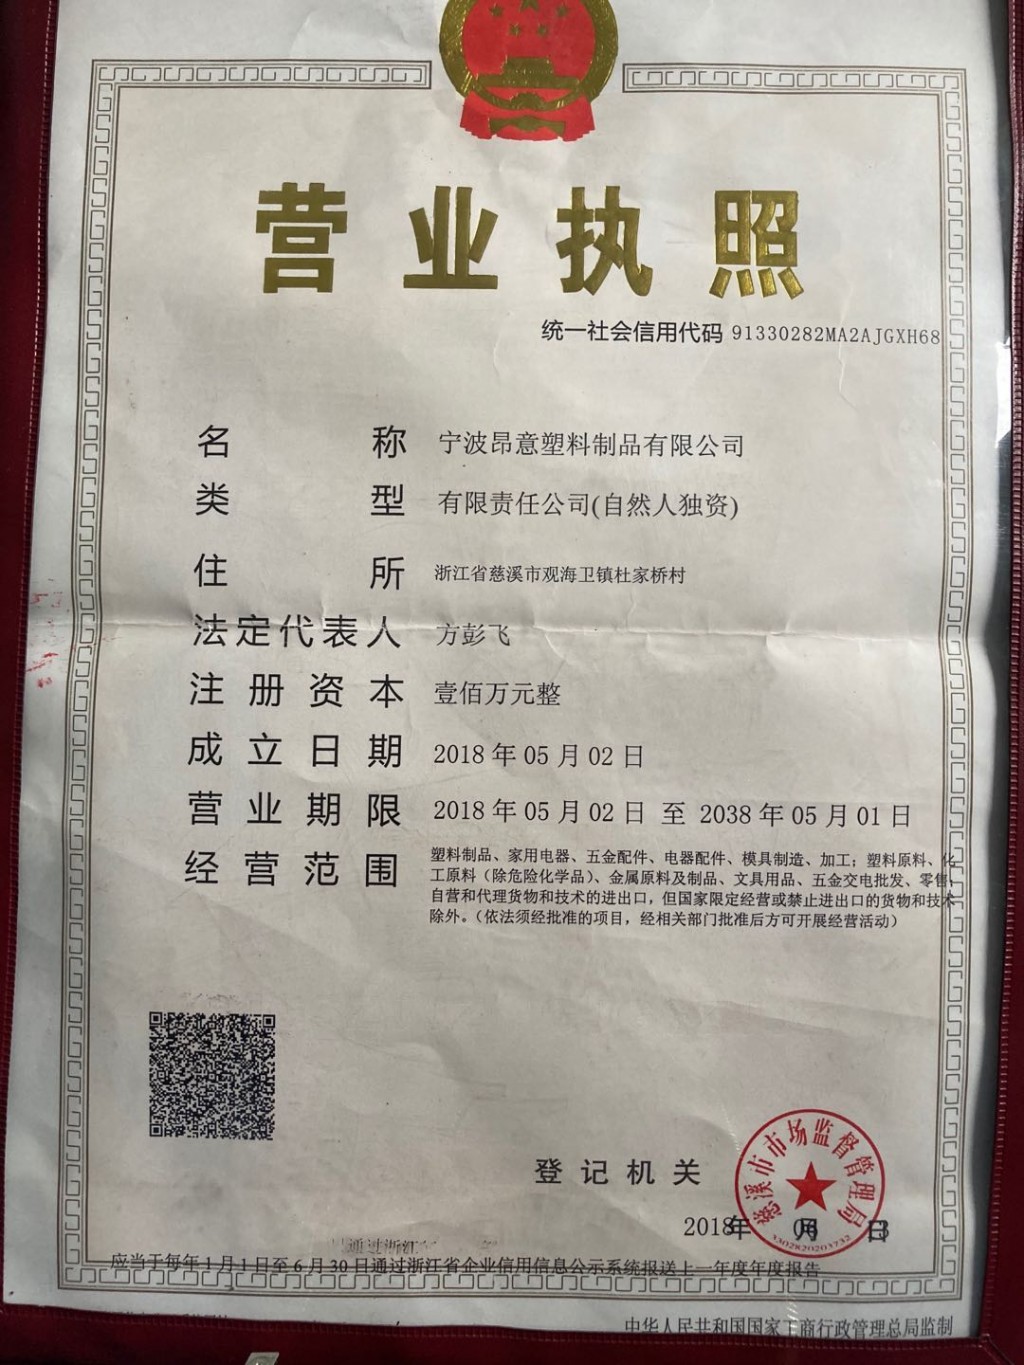 营业执照
统一社会信用代码 91330282MA2AJGXH68
名称 宁波昂意塑料制品有限公司
类型 有限责任公司(自然人独资)
住所 浙江省慈溪市观海卫镇杜家桥村
法定代表人 方彭飞
注册资本 壹佰万元整
成立日期 2018年05月02日
营业期限 2018年05月02日 至 2038年05月01日
经营范围 塑料制品、家用电器、五金配件、电器配件、模具制造、加工；塑料原料、化
工原料（除危险化学品）、金属原料及制品、文具用品、五金交电批发、零售；
自营和代理货物和技术的进出口，但国家限定经营或禁止进出口的货物和技术
除外。（依法须经批准的项目，经相关部门批准后方可开展经营活动）
登记机关
慈溪市市场监督管理局
2018年 月 日
3302820203732
通过浙江
应当于每年1月1日至6月30日通过浙江省企业信用信息公示系统报送上一年度年度报告
中华人民共和国国家工商行政管理总局监制